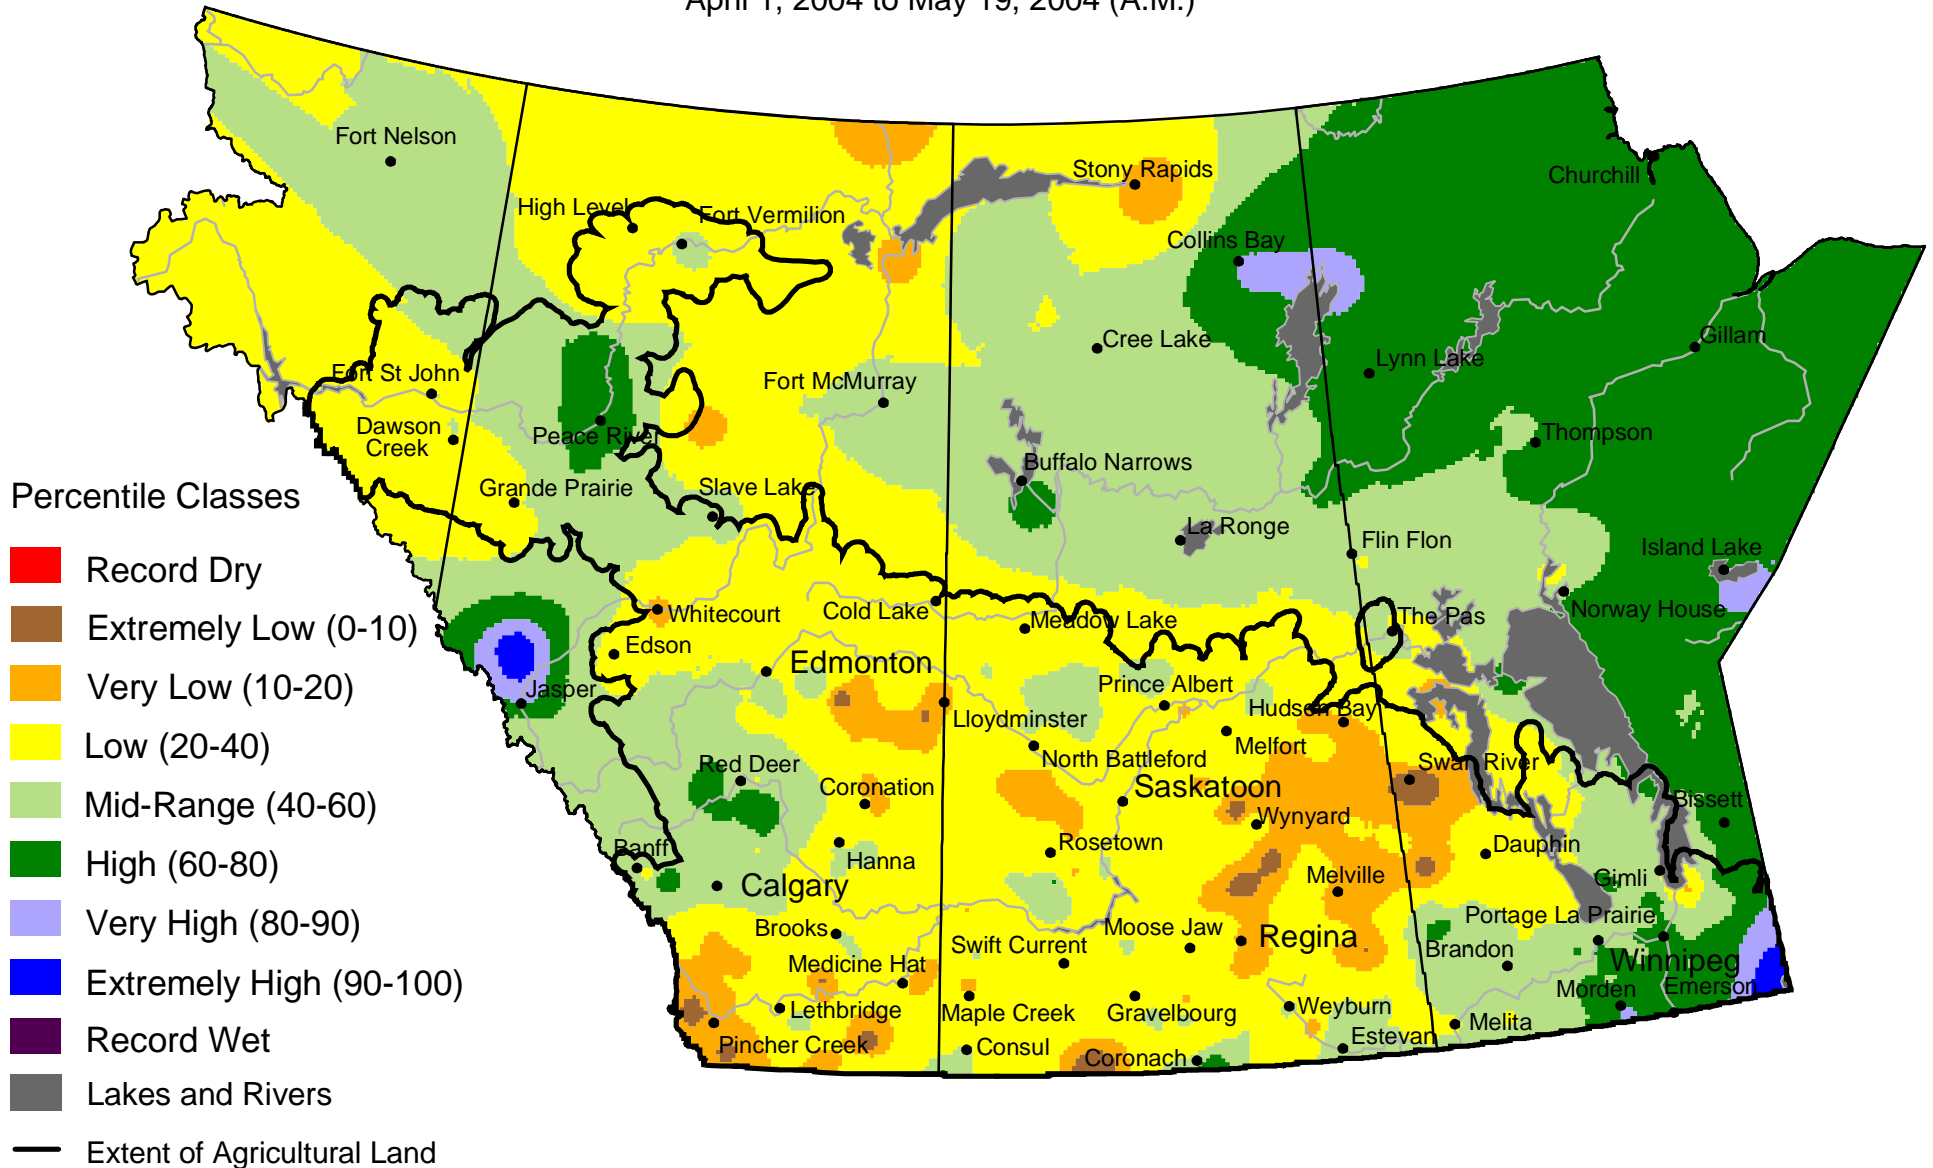 April 1, 2004 to May 19, 2004 (A.M.)
Fort Nelson
Churchill
Stony Rapids
High Level
Fort Vermilion
Collins Bay
Gillam
Cree Lake
Lynn Lake
Fort St John
Fort McMurray
Dawson
Creek
Peace River
Thompson
Buffalo Narrows
Grande Prairie
Slave Lake
La Ronge
Flin Flon
Island Lake
Whitecourt
Cold Lake
Meadow Lake
The Pas
Norway House
Edson
Edmonton
Jasper
Prince Albert
Lloydminster
Hudson Bay
Melfort
North Battleford
Red Deer
Swan River
Coronation
Saskatoon
Bissett
Wynyard
Banff
Hanna
Rosetown
Dauphin
Calgary
Melville
Gimli
Brooks
Moose Jaw
Portage La Prairie
Swift Current
Regina
Brandon
Medicine Hat
Winnipeg
Morden
Emerson
Lethbridge
Maple Creek
Gravelbourg
Weyburn
Melita
Pincher Creek
Consul
Coronach
Estevan
Percentile Classes
Record Dry
Extremely Low (0-10)
Very Low (10-20)
Low (20-40)
Mid-Range (40-60)
High (60-80)
Very High (80-90)
Extremely High (90-100)
Record Wet
Lakes and Rivers
Extent of Agricultural Land